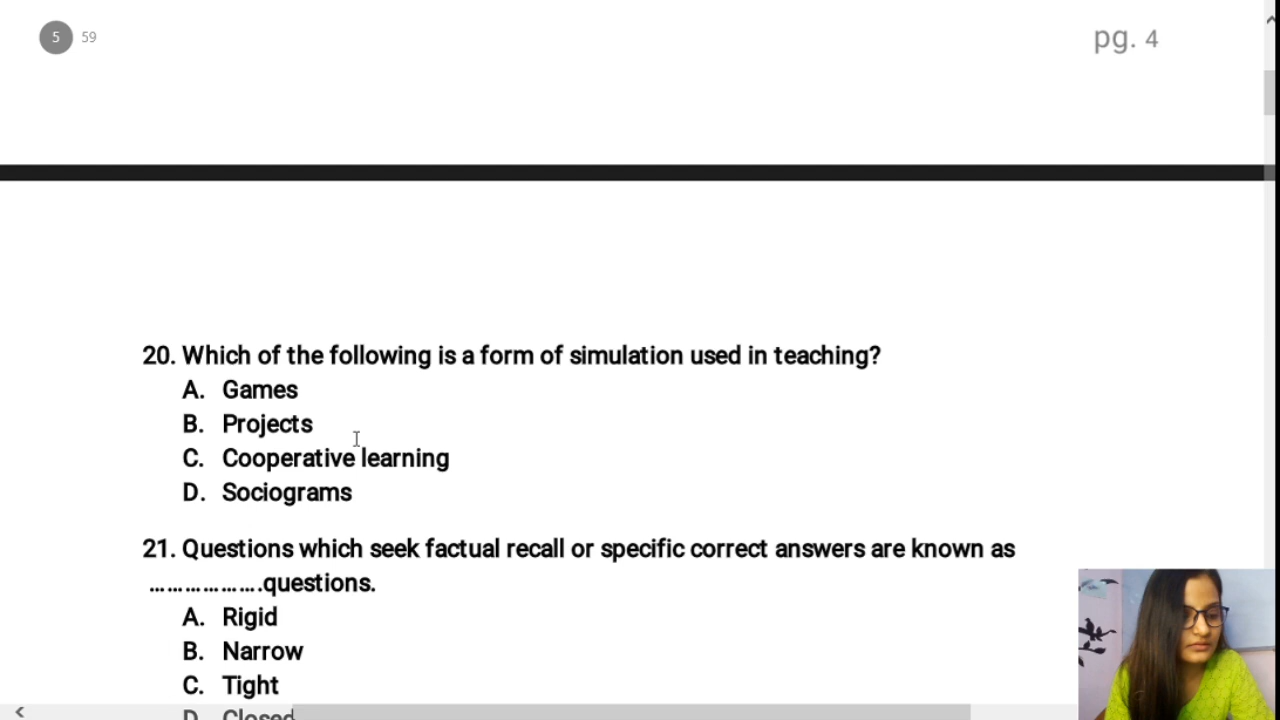 5 59
pg. 4
20. Which of the following is a form of simulation used in teaching?
A. Games
B. Projects
C. Cooperative learning
D. Sociograms
21. Questions which seek factual recall or specific correct answers are known as
……………….questions.
A. Rigid
B. Narrow
C. Tight
D. Closed